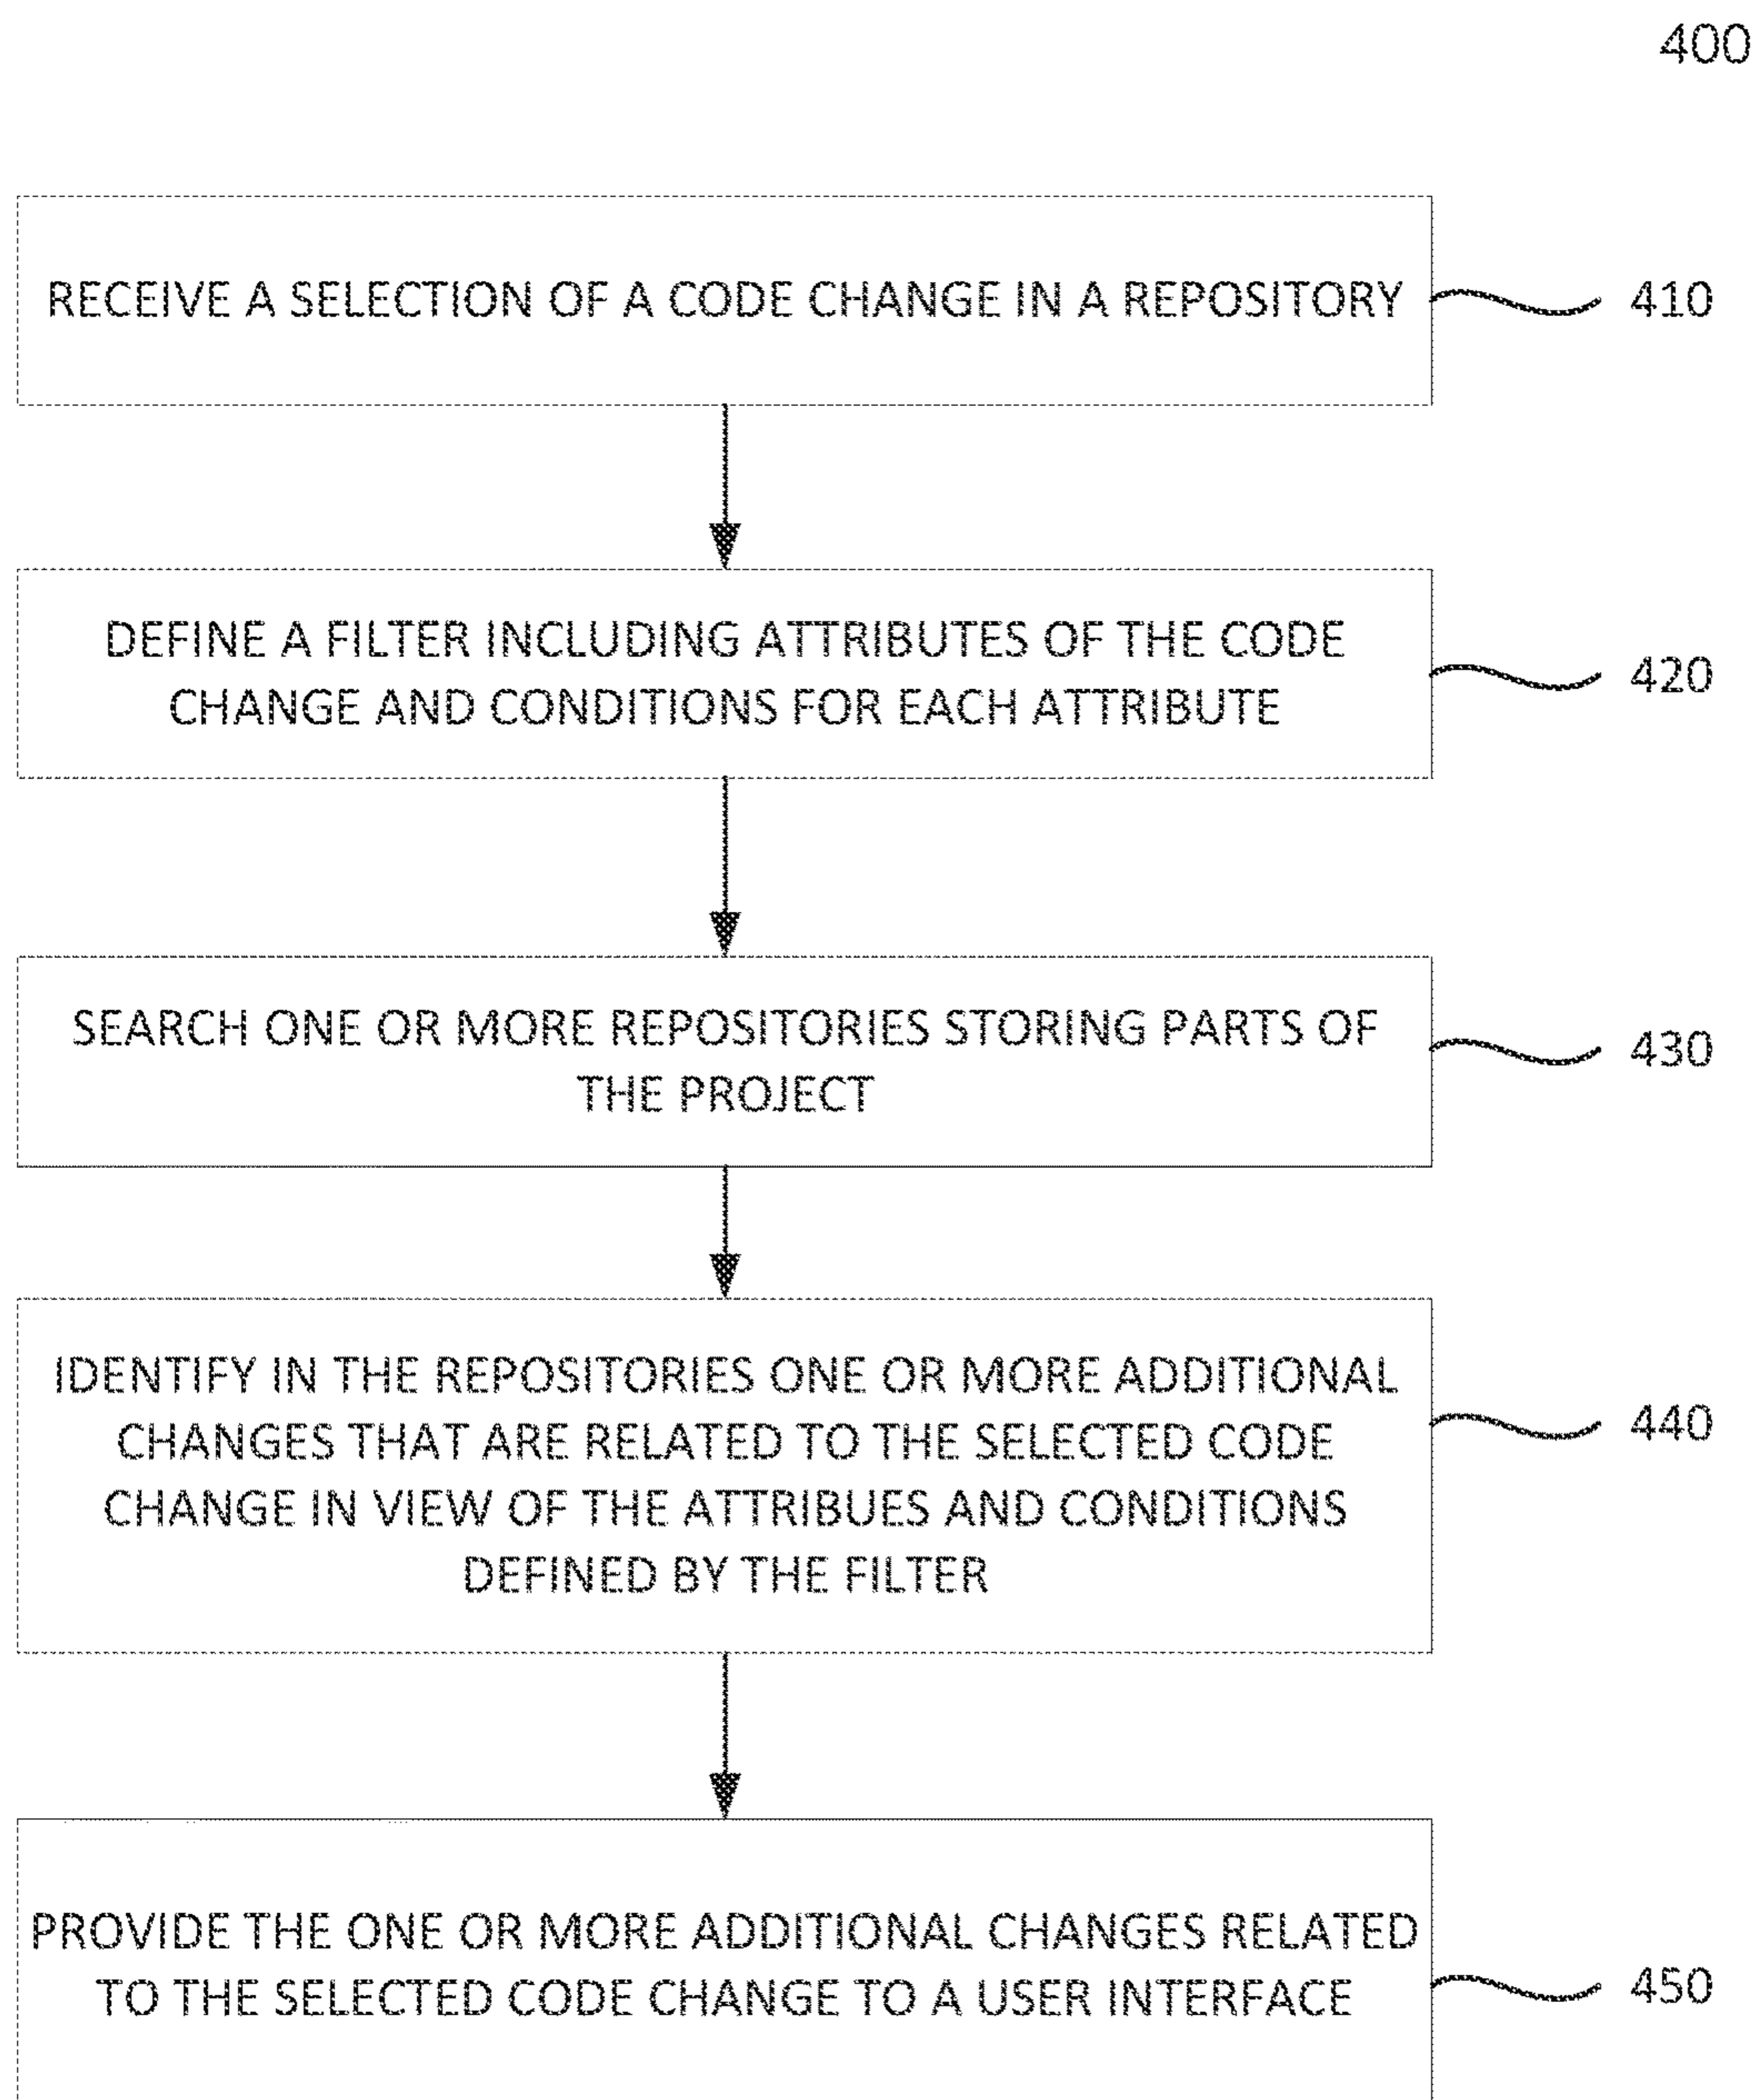 400
RECEIVE A SELECTION OF A CODE CHANGE IN A REPOSITORY
410
DEFINE A FILTER INCLUDING ATTRIBUTES OF THE CODE
CHANGE AND CONDITIONS FOR EACH ATTRIBUTE
420
SEARCH ONE OR MORE REPOSITORIES STORING PARTS OF
THE PROJECT
430
IDENTIFY IN THE REPOSITORIES ONE OR MORE ADDITIONAL
CHANGES THAT ARE RELATED TO THE SELECTED CODE
CHANGE IN VIEW OF THE ATTRIBUES AND CONDITIONS
DEFINED BY THE FILTER
440
PROVIDE THE ONE OR MORE ADDITIONAL CHANGES RELATED
TO THE SELECTED CODE CHANGE TO A USER INTERFACE
450